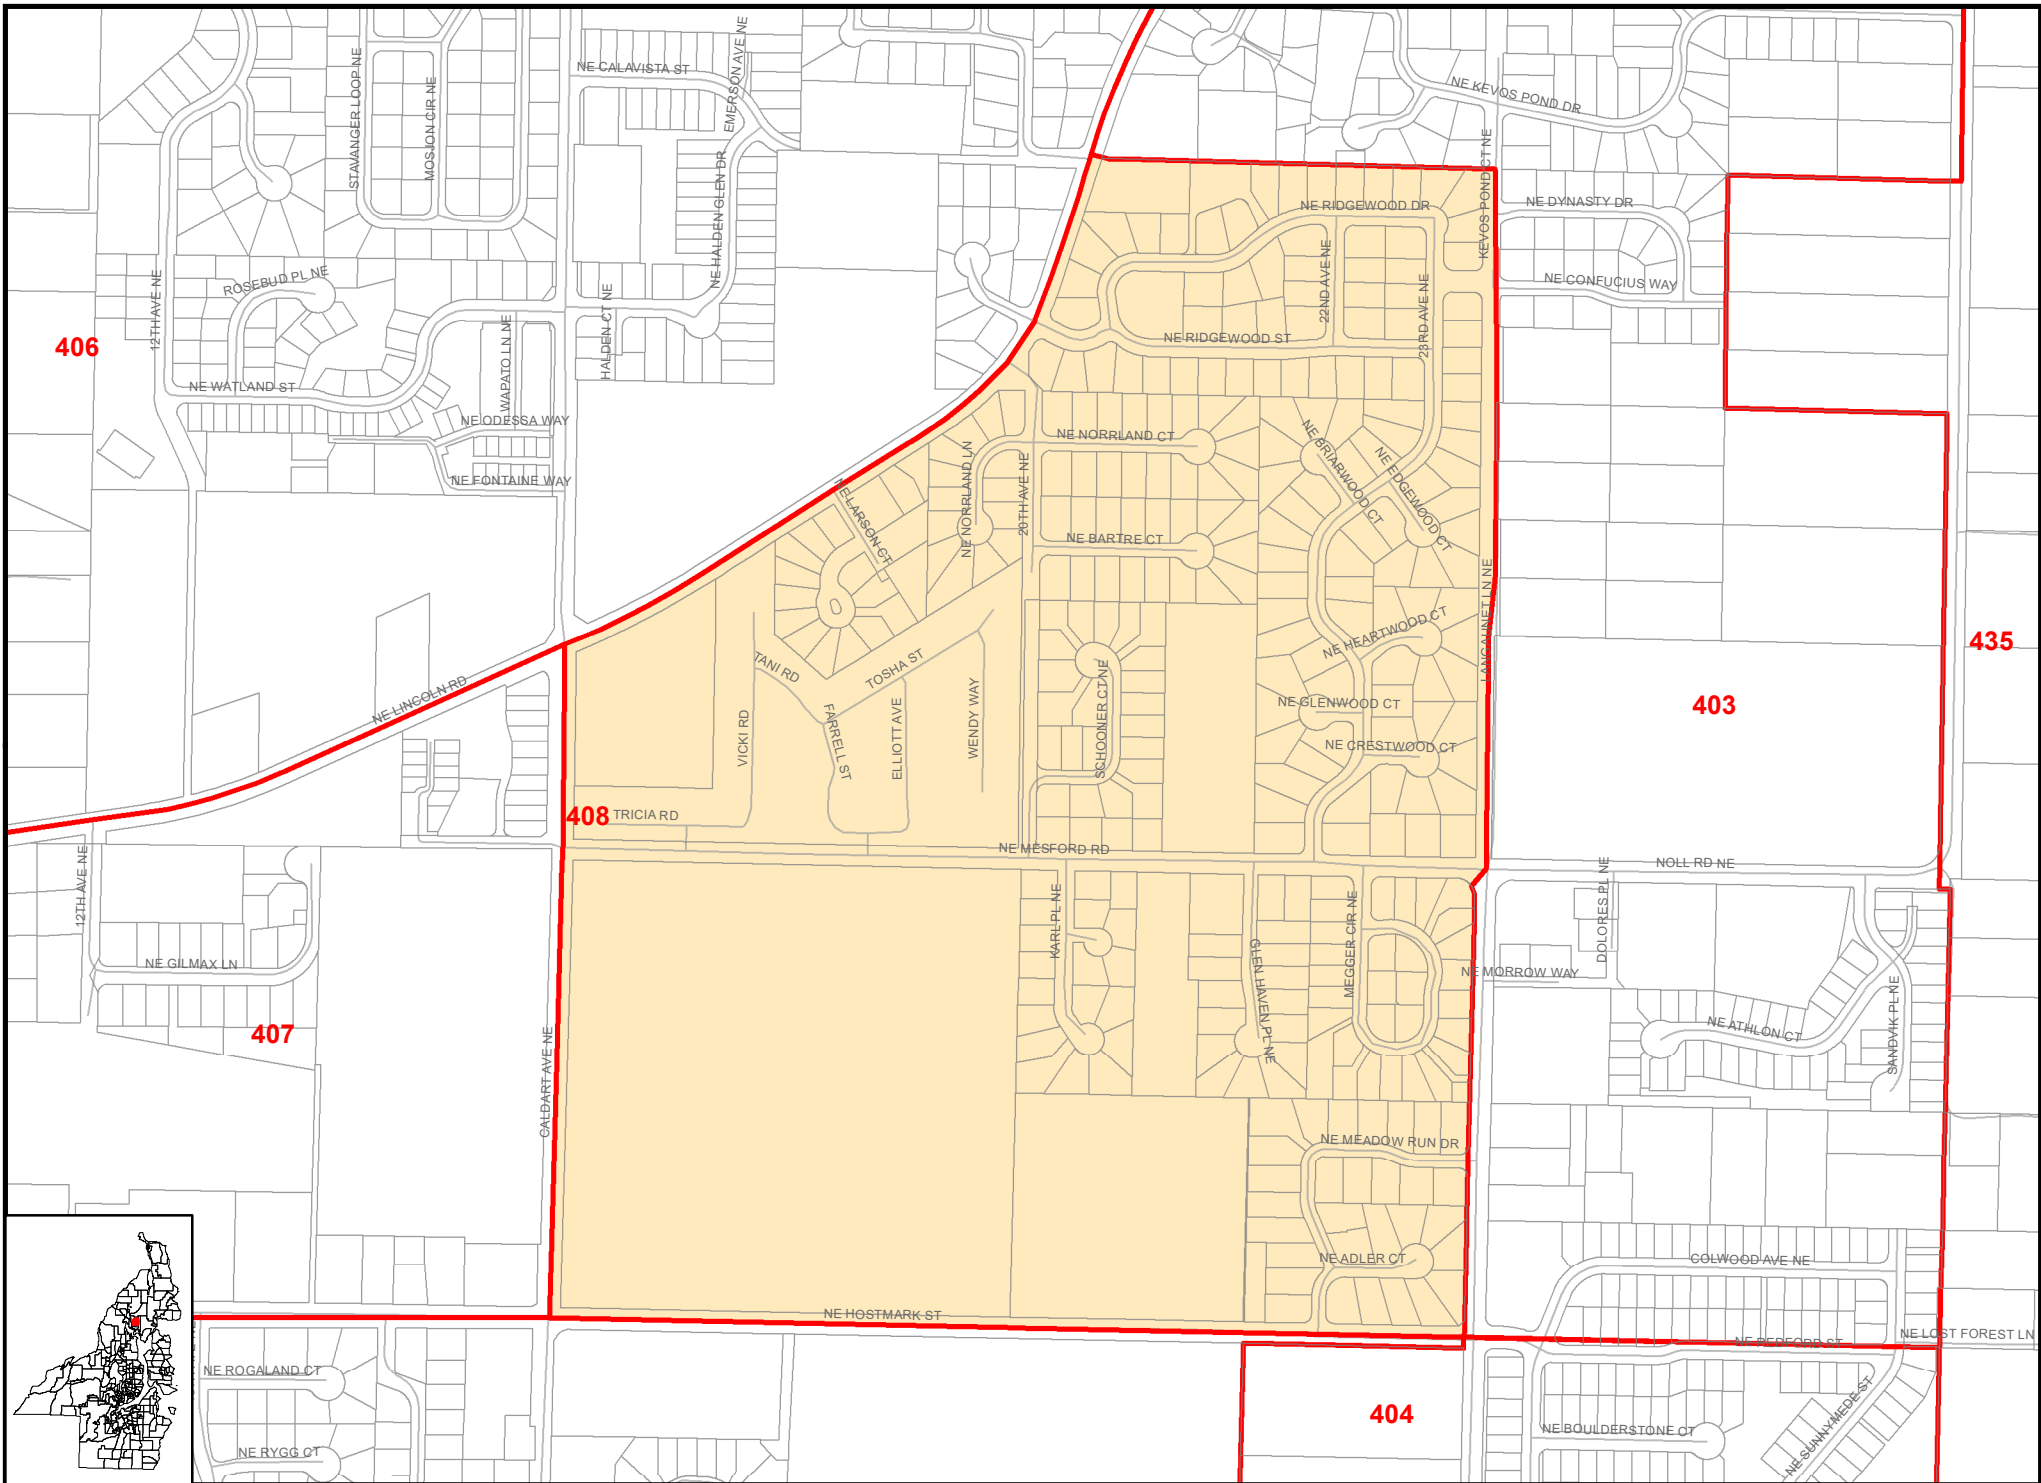 NE CALAVISTA ST
EMERSON AVE NE
STAVANGER LOOP NE
MOSJON CIR NE
NE KEVOS POND DR
KEVOS POND CT NE
NE HALDEN GLEN DR
NE RIDGEWOOD DR
NE DYNASTY DR
ROSEBUD PL NE
12TH AVE NE
HALDEN CT NE
22ND AVE NE
23RD AVE NE
NE CONFUCIUS WAY
406
WAPATO LN NE
NE RIDGEWOOD ST
NE WATLAND ST
NE ODESSA WAY
NE FONTAINE WAY
NE NORRLAND CT
NE NORRLAND LN
20TH AVE NE
NE BRIARWOOD CT
NE EDGEWOOD CT
NE LARSON CT
NE BARTRE CT
LANGAUNET LN NE
NE HEARTWOOD CT
435
TANI RD
TOSHA ST
NE LINCOLN RD
VICKI RD
FARRELL ST
ELLIOTT AVE
WENDY WAY
SCHOONER CT NE
NE GLENWOOD CT
403
NE CRESTWOOD CT
408
TRICIA RD
NE MESFORD RD
NOLL RD NE
12TH AVE NE
KARL PL NE
GLEN HAVEN PL NE
MEGGER CIR NE
DOLORES PL NE
NE GILMAX LN
NE MORROW WAY
407
NE ATHLON CT
SANDVIK PL NE
CALDART AVE NE
NE MEADOW RUN DR
NE ADLER CT
COLWOOD AVE NE
NE HOSTMARK ST
NE REDFORD ST
NE LOST FOREST LN
NE ROGALAND CT
404
NE BOULDERSTONE CT
NE SUNNYMEDE ST
NE RYGG CT